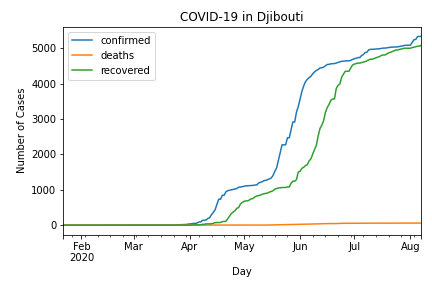 COVID-19 in Djibouti
confirmed
deaths
recovered
Number of Cases
5000
4000
3000
2000
1000
0
Feb
2020
Mar
Apr
May
Jun
Jul
Aug
Day